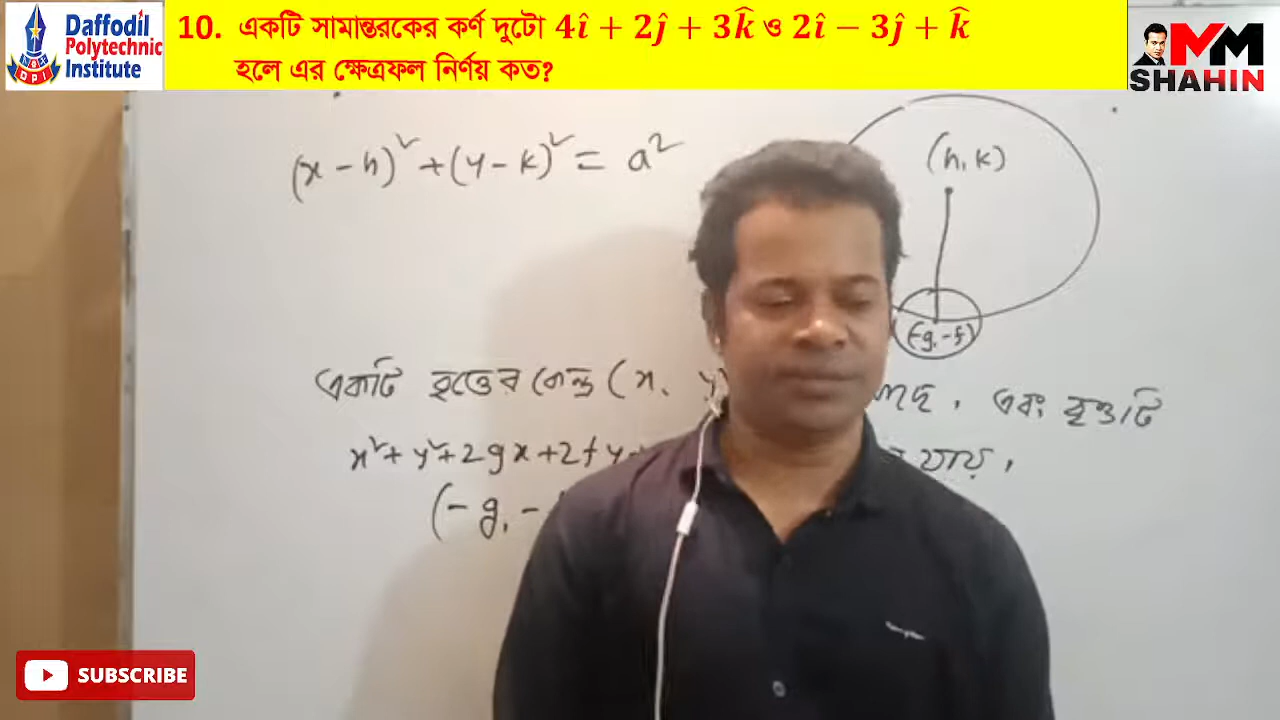 Daffodil
Polytechnic
Institute
DPI
10. একটি সামান্তরকের কর্ণ দুটো 4î + 2ĵ + 3k̂ ও 2î − 3ĵ + k̂
হলে এর ক্ষেত্রফল নির্ণয় কত?
MM
SHAHIN
(x - h)² + (y - k)² = a²
(h, k)
(-g, -f)
একটি বৃত্তের কেন্দ্র (x, y) এবং বৃত্তটি
x² + y² + 2gx + 2fy যায়,
(-g, -
SUBSCRIBE